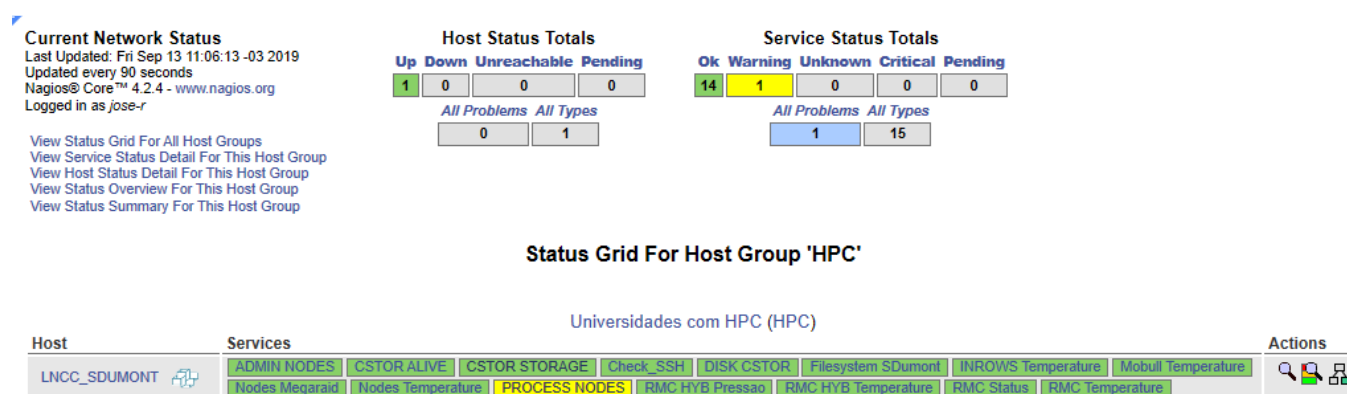 Current Network Status
Last Updated: Fri Sep 13 11:06:13 -03 2019
Updated every 90 seconds
Nagios® Core™ 4.2.4 - www.nagios.org
Logged in as jose-r
View Status Grid For All Host Groups
View Service Status Detail For This Host Group
View Host Status Detail For This Host Group
View Status Overview For This Host Group
View Status Summary For This Host Group
Host Status Totals
Up Down Unreachable Pending
1 0 0 0
All Problems All Types
0 1
Service Status Totals
Ok Warning Unknown Critical Pending
14 1 0 0 0
All Problems All Types
1 15
Status Grid For Host Group 'HPC'
Universidades com HPC (HPC)
Host Services Actions
LNCC_SDUMONT
ADMIN NODES CSTOR ALIVE CSTOR STORAGE Check_SSH DISK CSTOR Filesystem SDumont INROWS Temperature Mobull Temperature
Nodes Megaraid Nodes Temperature PROCESS NODES RMC HYB Pressao RMC HYB Temperature RMC Status RMC Temperature